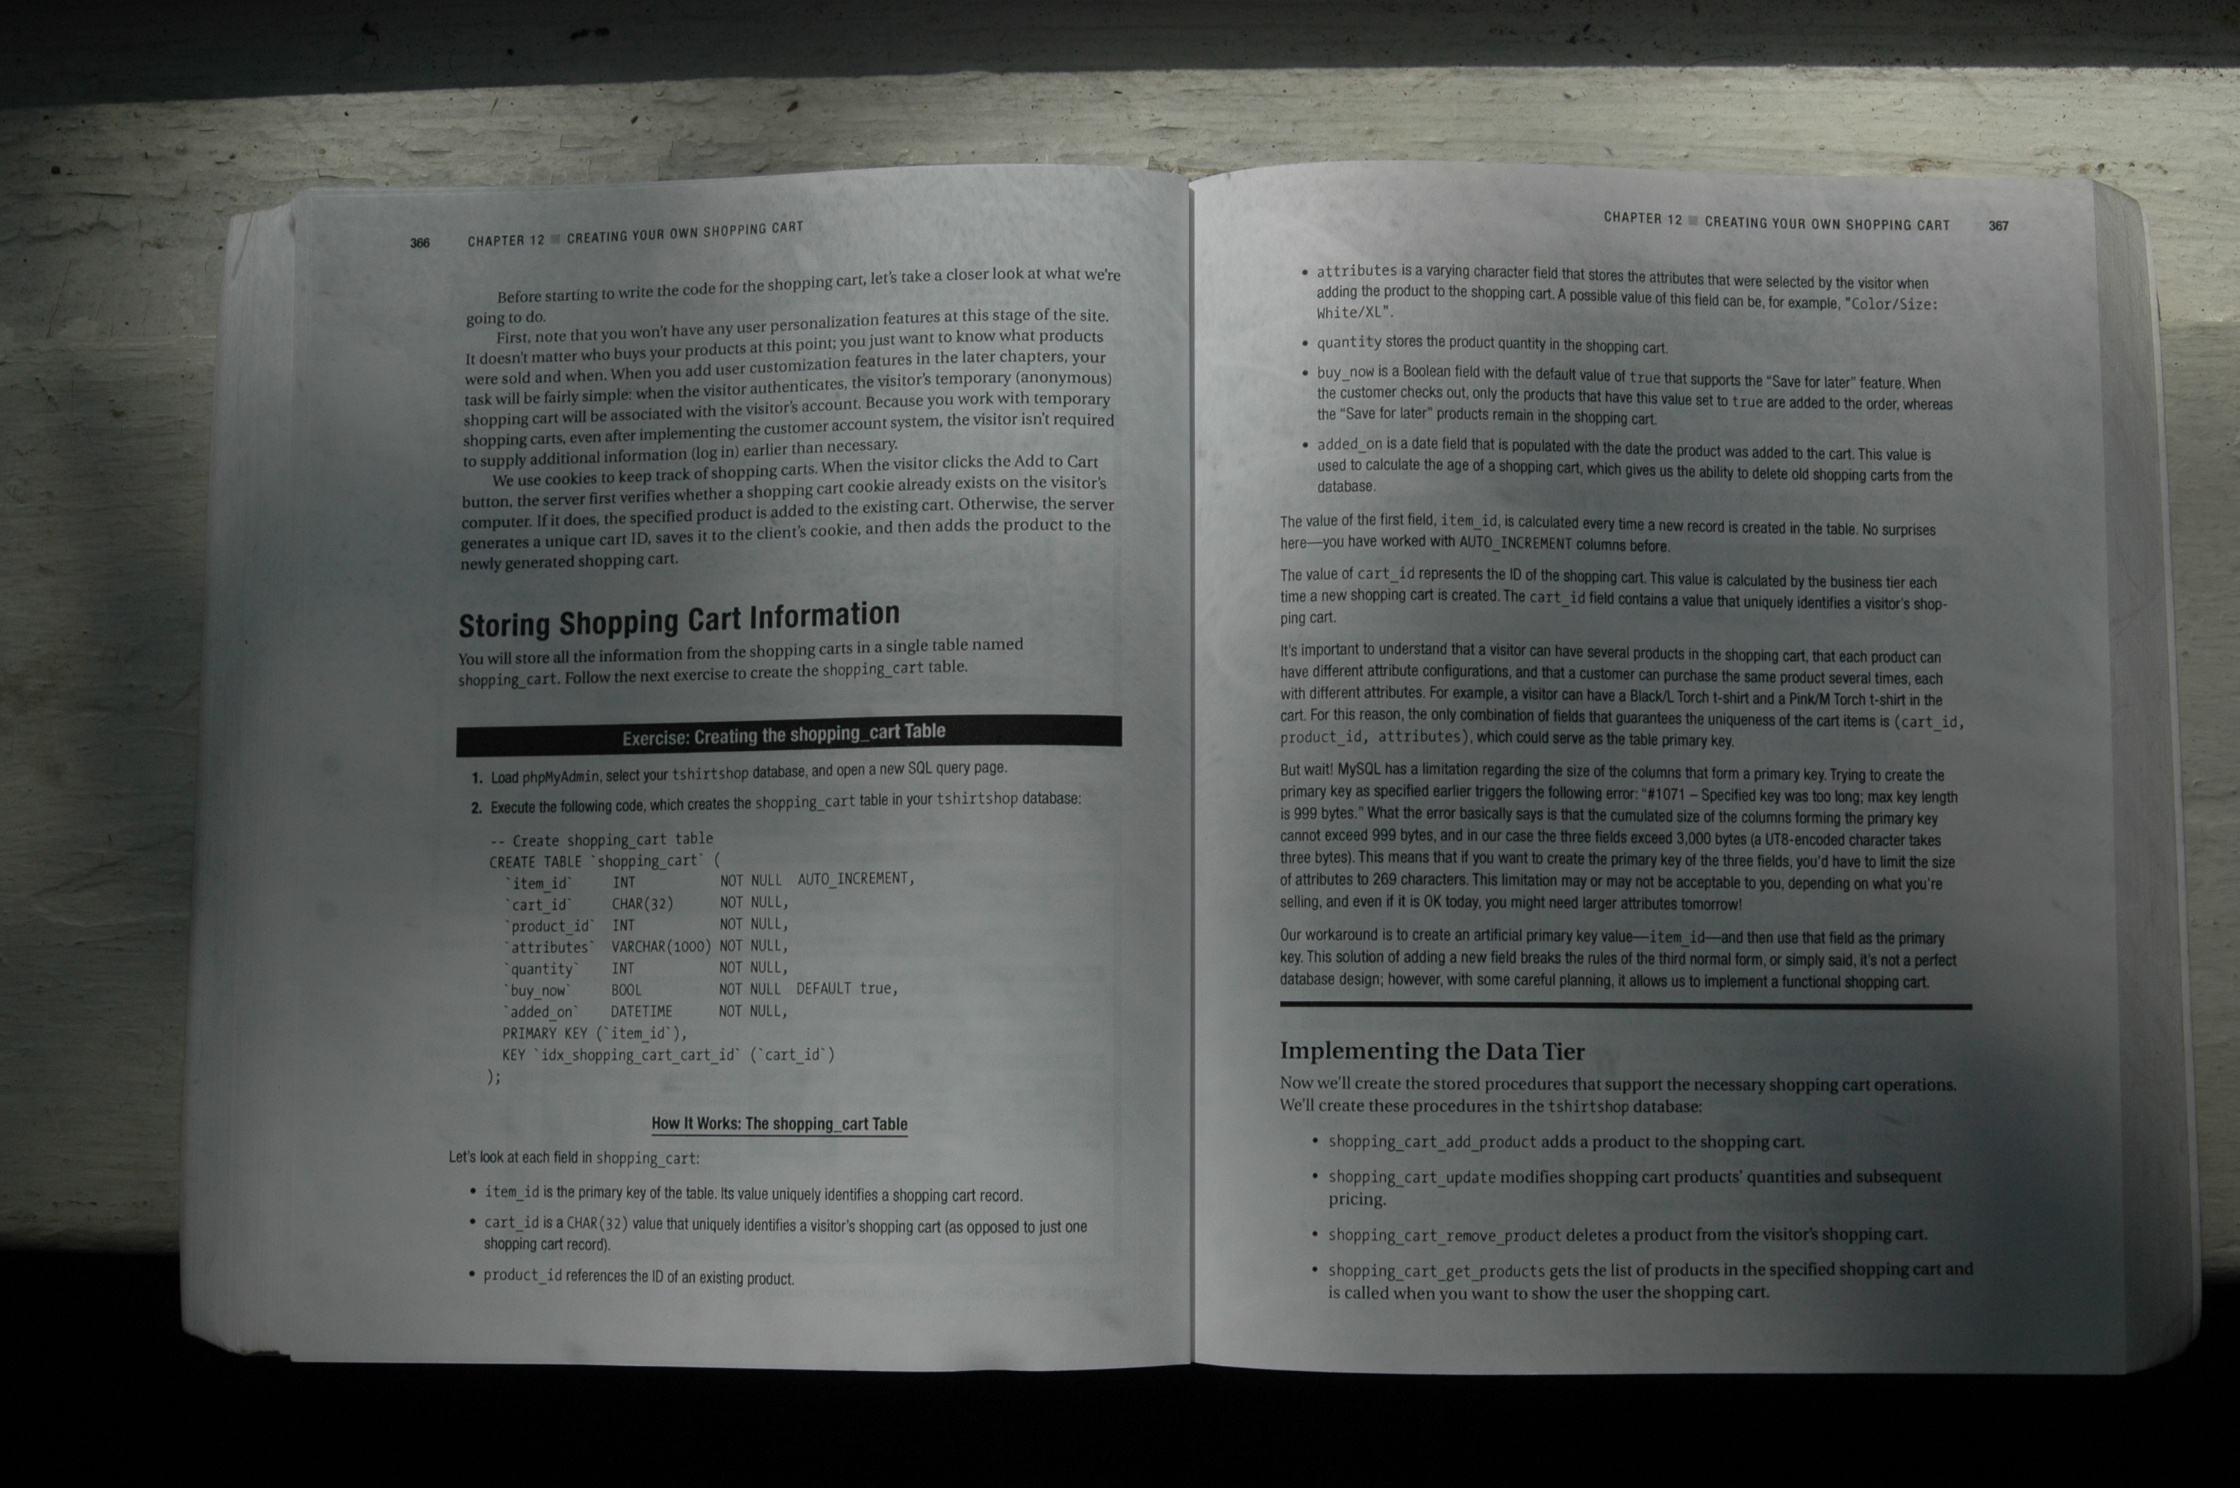 366 CHAPTER 12 ■ CREATING YOUR OWN SHOPPING CART
Before starting to write the code for the shopping cart, let's take a closer look at what we're
going to do.
First, note that you won't have any user personalization features at this stage of the site.
It doesn't matter who buys your products at this point; you just want to know what products
were sold and when. When you add user customization features in the later chapters, your
task will be fairly simple: when the visitor authenticates, the visitor's temporary (anonymous)
shopping cart will be associated with the visitor's account. Because you work with temporary
shopping carts, even after implementing the customer account system, the visitor isn't required
to supply additional information (log in) earlier than necessary.
We use cookies to keep track of shopping carts. When the visitor clicks the Add to Cart
button, the server first verifies whether a shopping cart cookie already exists on the visitor's
computer. If it does, the specified product is added to the existing cart. Otherwise, the server
generates a unique cart ID, saves it to the client's cookie, and then adds the product to the
newly generated shopping cart.
Storing Shopping Cart Information
You will store all the information from the shopping carts in a single table named
shopping_cart. Follow the next exercise to create the shopping_cart table.
Exercise: Creating the shopping_cart Table
1. Load phpMyAdmin, select your tshirtshop database, and open a new SQL query page.
2. Execute the following code, which creates the shopping_cart table in your tshirtshop database:
-- Create shopping_cart table
CREATE TABLE `shopping_cart` (
`item_id` INT NOT NULL AUTO_INCREMENT,
`cart_id` CHAR(32) NOT NULL,
`product_id` INT NOT NULL,
`attributes` VARCHAR(1000) NOT NULL,
`quantity` INT NOT NULL,
`buy_now` BOOL NOT NULL DEFAULT true,
`added_on` DATETIME NOT NULL,
PRIMARY KEY (`item_id`),
KEY `idx_shopping_cart_cart_id` (`cart_id`)
);
How It Works: The shopping_cart Table
Let's look at each field in shopping_cart:
• item_id is the primary key of the table. Its value uniquely identifies a shopping cart record.
• cart_id is a CHAR(32) value that uniquely identifies a visitor's shopping cart (as opposed to just one
shopping cart record).
• product_id references the ID of an existing product.
CHAPTER 12 ■ CREATING YOUR OWN SHOPPING CART 367
• attributes is a varying character field that stores the attributes that were selected by the visitor when
adding the product to the shopping cart. A possible value of this field can be, for example, "Color/Size:
White/XL".
• quantity stores the product quantity in the shopping cart.
• buy_now is a Boolean field with the default value of true that supports the "Save for later" feature. When
the customer checks out, only the products that have this value set to true are added to the order, whereas
the "Save for later" products remain in the shopping cart.
• added_on is a date field that is populated with the date the product was added to the cart. This value is
used to calculate the age of a shopping cart, which gives us the ability to delete old shopping carts from the
database.
The value of the first field, item_id, is calculated every time a new record is created in the table. No surprises
here—you have worked with AUTO_INCREMENT columns before.
The value of cart_id represents the ID of the shopping cart. This value is calculated by the business tier each
time a new shopping cart is created. The cart_id field contains a value that uniquely identifies a visitor's shop-
ping cart.
It's important to understand that a visitor can have several products in the shopping cart, that each product can
have different attribute configurations, and that a customer can purchase the same product several times, each
with different attributes. For example, a visitor can have a Black/L Torch t-shirt and a Pink/M Torch t-shirt in the
cart. For this reason, the only combination of fields that guarantees the uniqueness of the cart items is (cart_id,
product_id, attributes), which could serve as the table primary key.
But wait! MySQL has a limitation regarding the size of the columns that form a primary key. Trying to create the
primary key as specified earlier triggers the following error: "#1071 – Specified key was too long; max key length
is 999 bytes." What the error basically says is that the cumulated size of the columns forming the primary key
cannot exceed 999 bytes, and in our case the three fields exceed 3,000 bytes (a UT8-encoded character takes
three bytes). This means that if you want to create the primary key of the three fields, you'd have to limit the size
of attributes to 269 characters. This limitation may or may not be acceptable to you, depending on what you're
selling, and even if it is OK today, you might need larger attributes tomorrow!
Our workaround is to create an artificial primary key value—item_id—and then use that field as the primary
key. This solution of adding a new field breaks the rules of the third normal form, or simply said, it's not a perfect
database design; however, with some careful planning, it allows us to implement a functional shopping cart.
Implementing the Data Tier
Now we'll create the stored procedures that support the necessary shopping cart operations.
We'll create these procedures in the tshirtshop database:
• shopping_cart_add_product adds a product to the shopping cart.
• shopping_cart_update modifies shopping cart products' quantities and subsequent
pricing.
• shopping_cart_remove_product deletes a product from the visitor's shopping cart.
• shopping_cart_get_products gets the list of products in the specified shopping cart and
is called when you want to show the user the shopping cart.